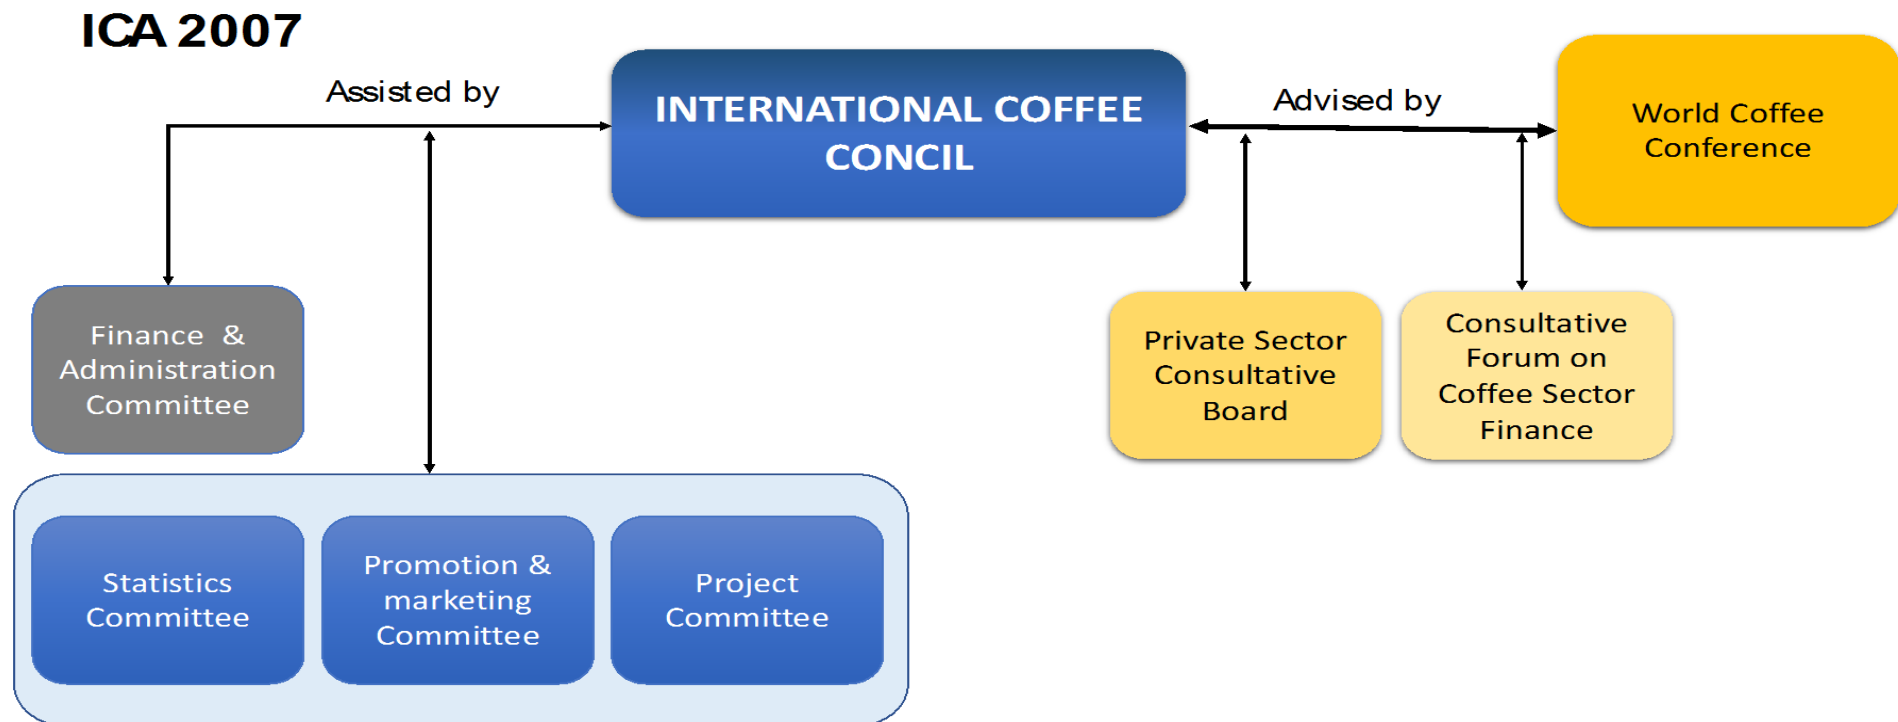 ICA 2007
Assisted by
INTERNATIONAL COFFEE
CONCIL
Advised by
World Coffee
Conference
Finance & 
Administration
Committee
Private Sector
Consultative
Board
Consultative
Forum on
Coffee Sector
Finance
Statistics
Committee
Promotion &
marketing
Committee
Project
Committee